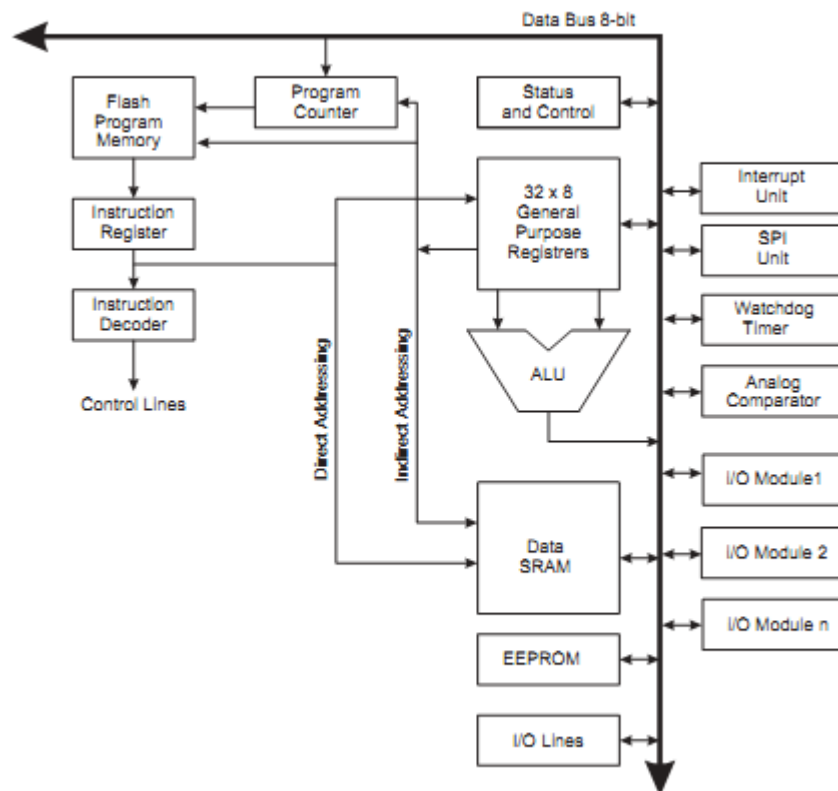 Data Bus 8-bit
Flash
Program
Memory
Program
Counter
Status
and Control
32 x 8
General
Purpose
Registrers
Interrupt
Unit
Instruction
Register
SPI
Unit
Instruction
Decoder
Watchdog
Timer
Direct Addressing
Indirect Addressing
ALU
Analog
Comparator
Control Lines
I/O Module1
Data
SRAM
I/O Module 2
I/O Module n
EEPROM
I/O Lines